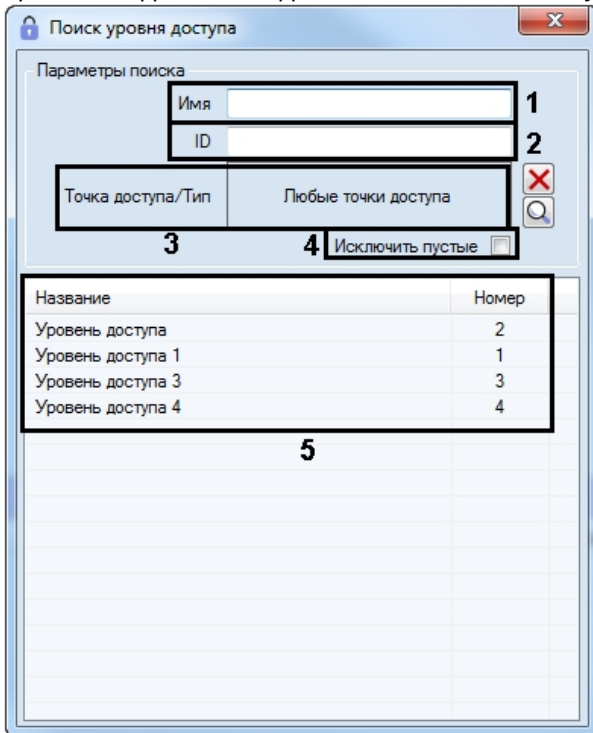 Поиск уровня доступа
Параметры поиска
Имя
1
ID
2
Точка доступа/Тип
Любые точки доступа
3
4
Исключить пустые
Название Номер
Уровень доступа 2
Уровень доступа 1 1
Уровень доступа 3 3
Уровень доступа 4 4
5